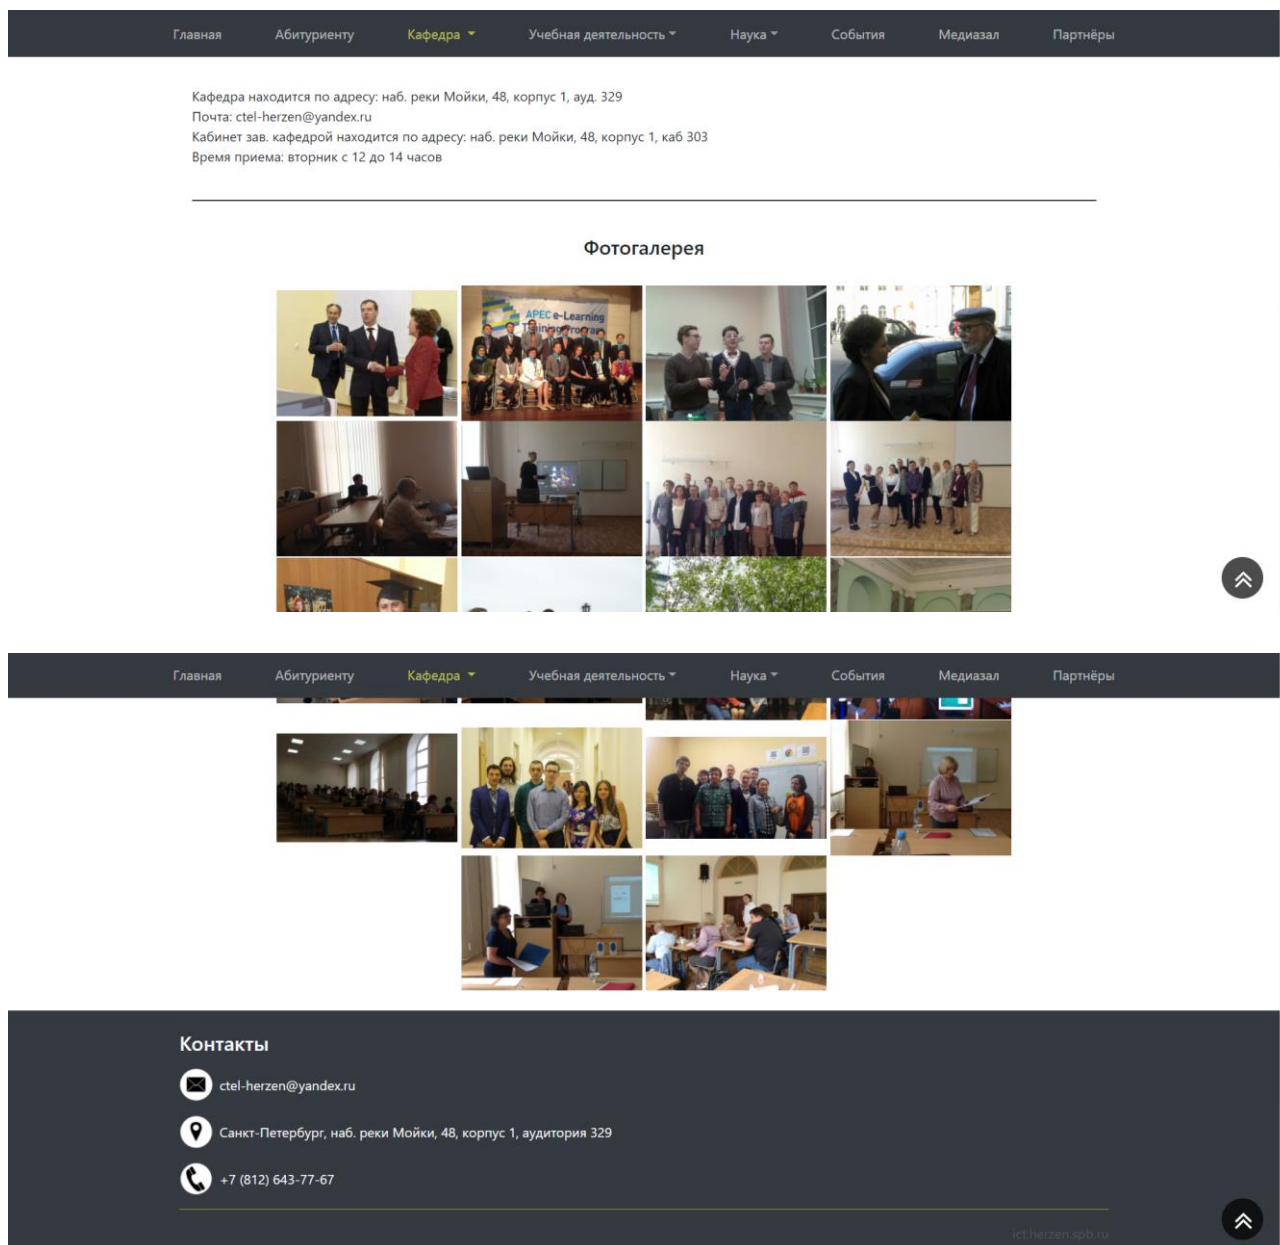 Главная Абитуриенту Кафедра Учебная деятельность Наука События Медиазал Партнёры
Кафедра находится по адресу: наб. реки Мойки, 48, корпус 1, ауд. 329
Почта: ctel-herzen@yandex.ru
Кабинет зав. кафедрой находится по адресу: наб. реки Мойки, 48, корпус 1, каб 303
Время приема: вторник с 12 до 14 часов
Фотогалерея
APEC e-Learning
Training Program
Главная Абитуриенту Кафедра Учебная деятельность Наука События Медиазал Партнёры
Контакты
ctel-herzen@yandex.ru
Санкт-Петербург, наб. реки Мойки, 48, корпус 1, аудитория 329
+7 (812) 643-77-67
ict.herzen.spb.ru